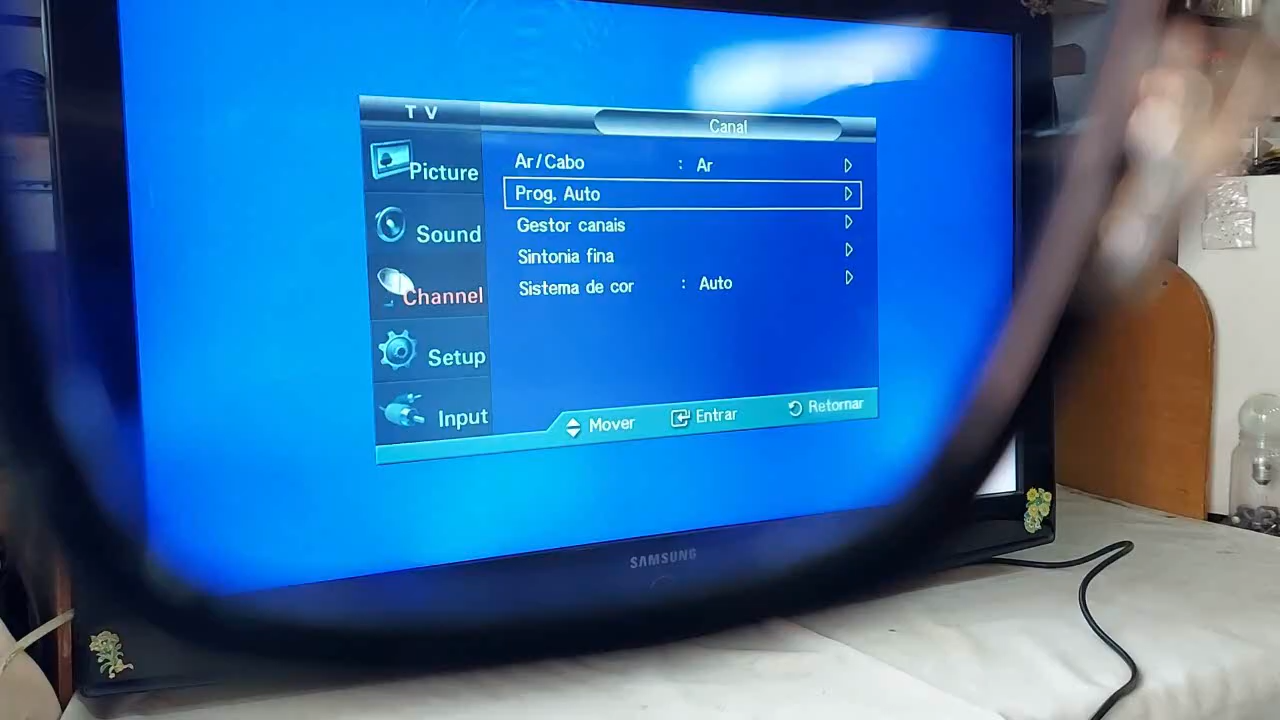 TV
Canal
Picture
Sound
Channel
Setup
Input
Ar/Cabo : Ar
Prog. Auto
Gestor canais
Sintonia fina
Sistema de cor : Auto
Mover Entrar Retornar
SAMSUNG